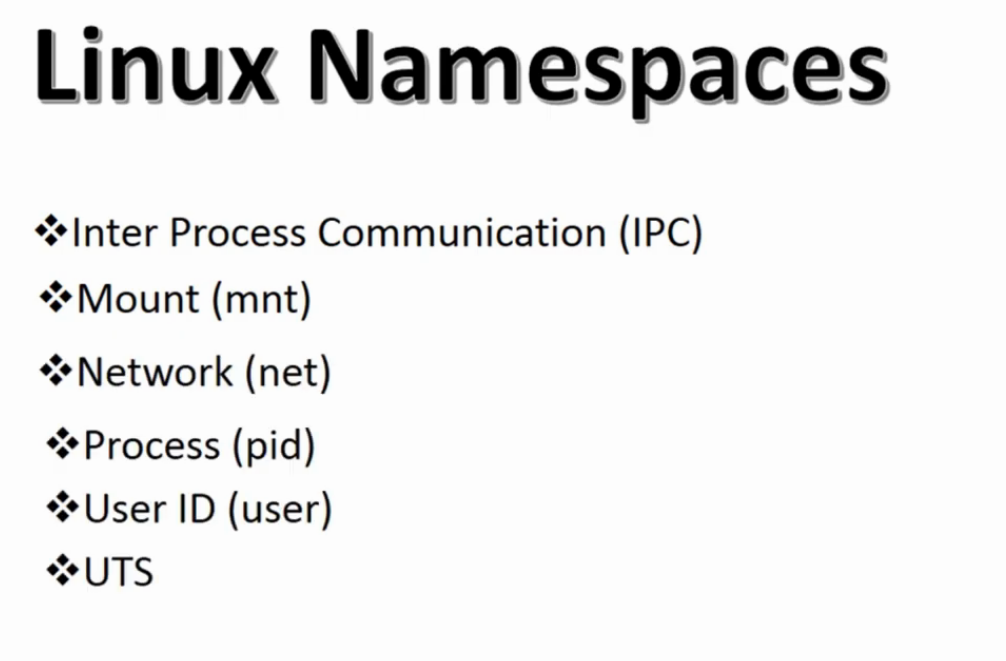 Linux Namespaces
❖Inter Process Communication (IPC)
❖Mount (mnt)
❖Network (net)
❖Process (pid)
❖User ID (user)
❖UTS